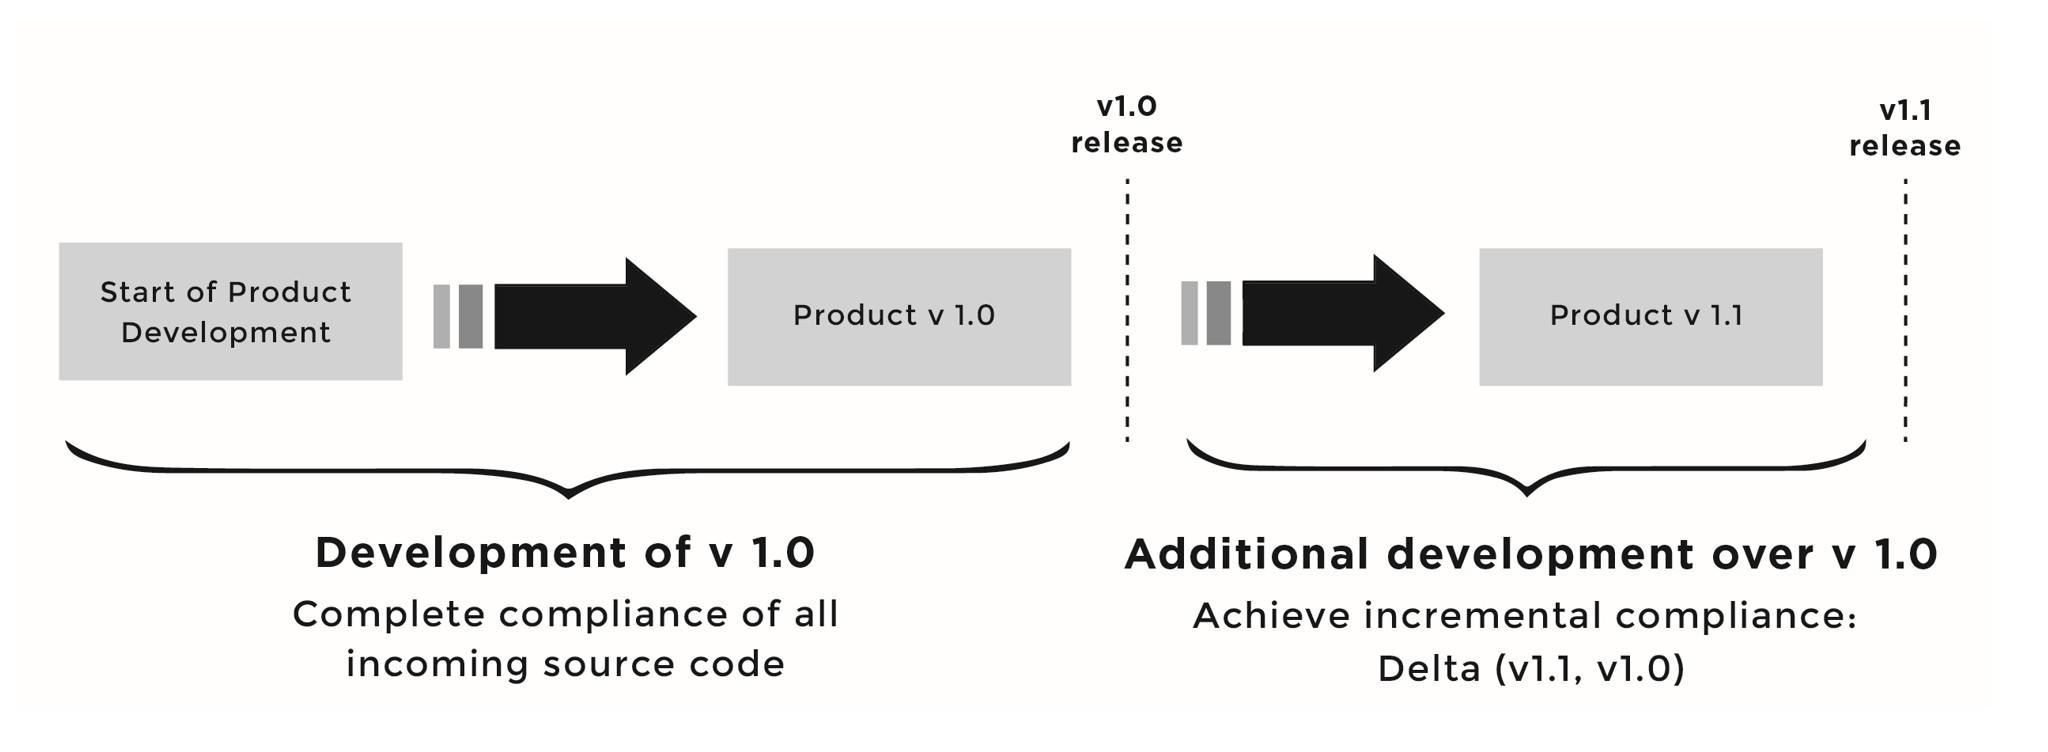 v1.0
release
v1.1
release
Start of Product
Development
Product v 1.0
Product v 1.1
Development of v 1.0
Complete compliance of all
incoming source code
Additional development over v 1.0
Achieve incremental compliance:
Delta (v1.1, v1.0)